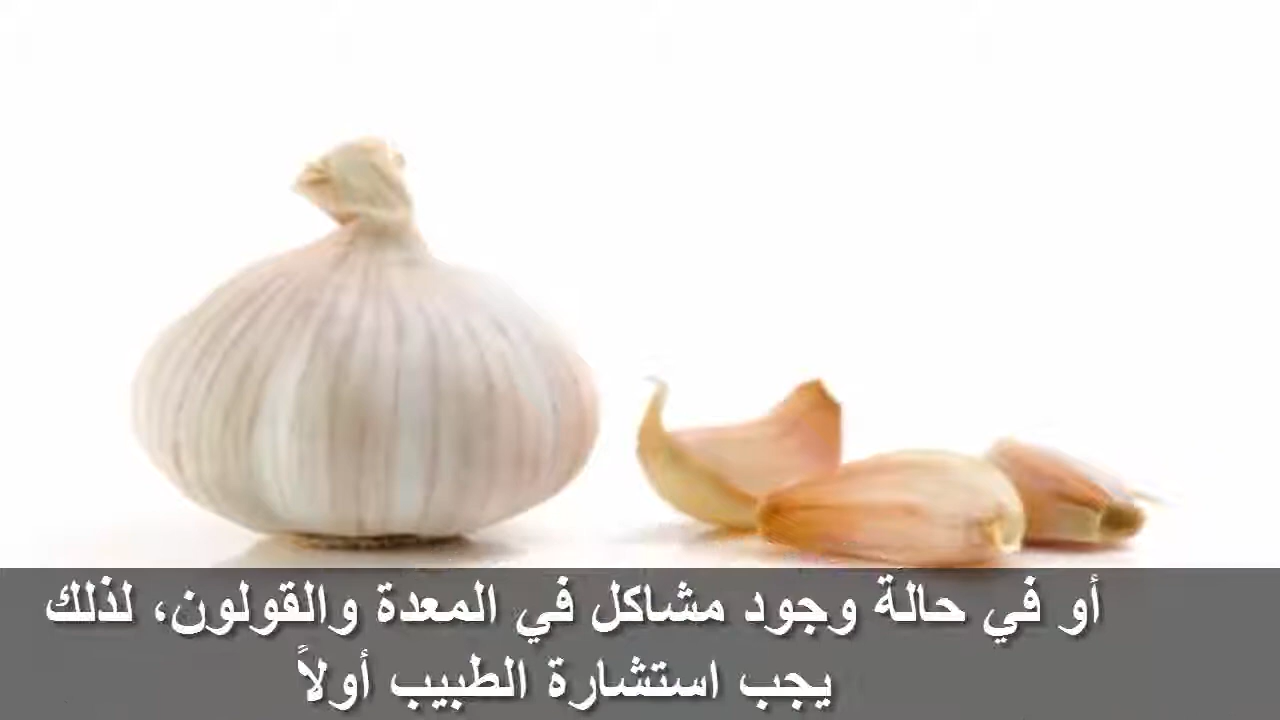 أو في حالة وجود مشاكل في المعدة والقولون، لذلك
يجب استشارة الطبيب أولاً